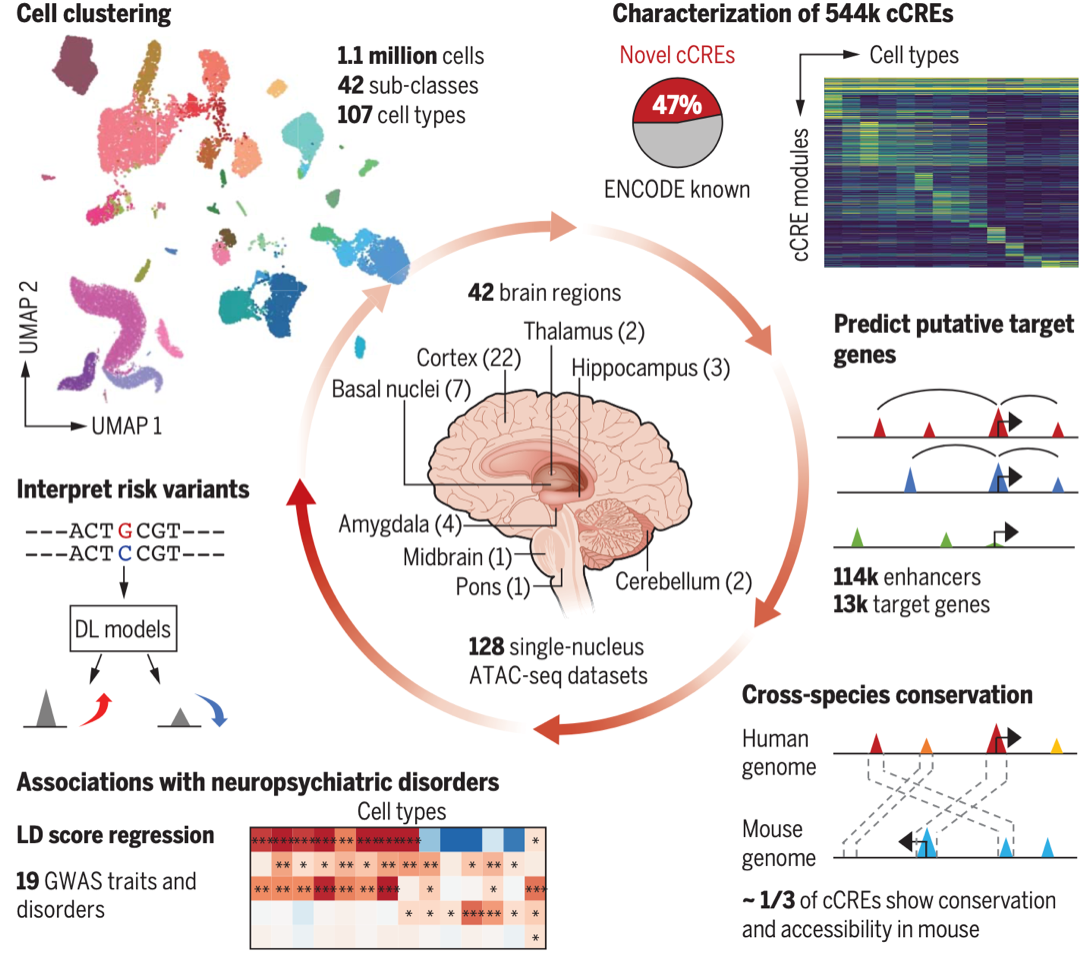 Cell clustering
1.1 million cells
42 sub-classes
107 cell types
UMAP 2
UMAP 1
Characterization of 544k cCREs
Novel cCREs
47%
ENCODE known
Cell types
cCRE modules
42 brain regions
Thalamus (2)
Cortex (22)
Hippocampus (3)
Basal nuclei (7)
Amygdala (4)
Midbrain (1)
Pons (1)
Cerebellum (2)
128 single-nucleus
ATAC-seq datasets
Predict putative target
genes
114k enhancers
13k target genes
Cross-species conservation
Human
genome
Mouse
genome
~ 1/3 of cCREs show conservation
and accessibility in mouse
Interpret risk variants
---ACT G CGT---
---ACT C CGT---
DL models
Associations with neuropsychiatric disorders
Cell types
LD score regression
19 GWAS traits and
disorders